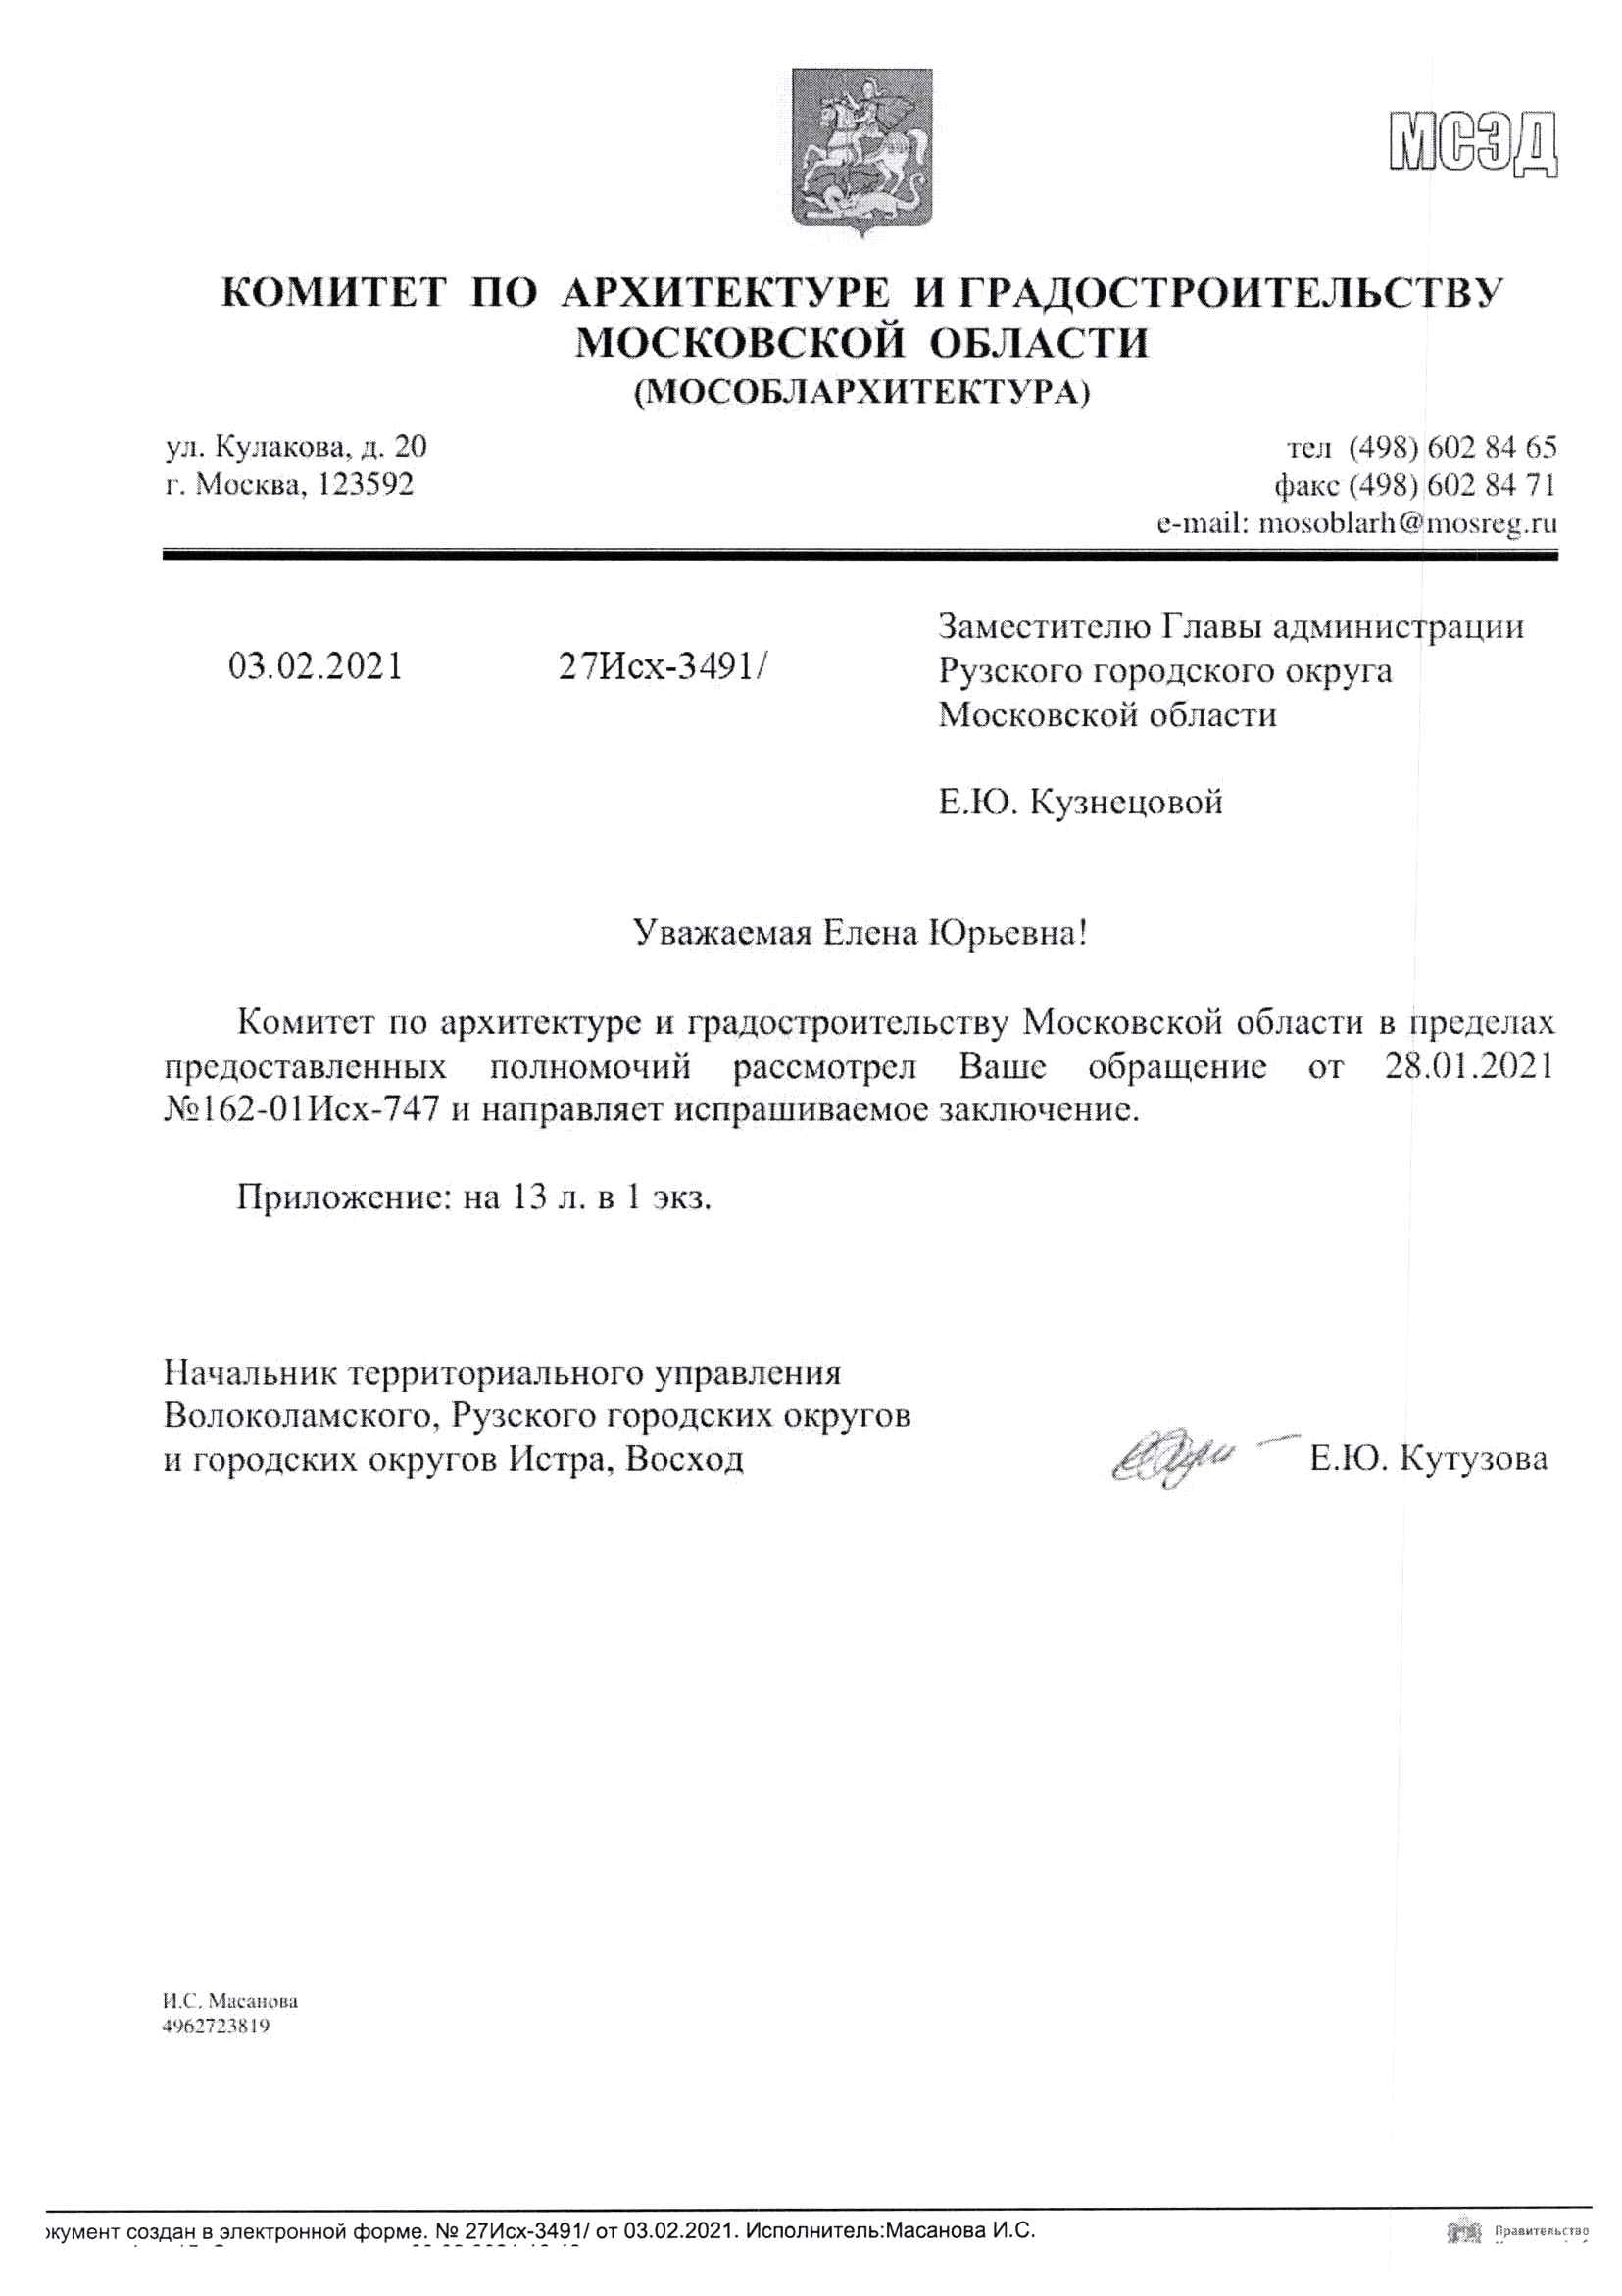 МСЭД
КОМИТЕТ ПО АРХИТЕКТУРЕ И ГРАДОСТРОИТЕЛЬСТВУ
МОСКОВСКОЙ ОБЛАСТИ
(МОСОБЛАРХИТЕКТУРА)
ул. Кулакова, д. 20
г. Москва, 123592
тел (498) 602 84 65
факс (498) 602 84 71
e-mail: mosoblarh@mosreg.ru
03.02.2021 27Исх-3491/
Заместителю Главы администрации
Рузского городского округа
Московской области
Е.Ю. Кузнецовой
Уважаемая Елена Юрьевна!
Комитет по архитектуре и градостроительству Московской области в пределах
предоставленных полномочий рассмотрел Ваше обращение от 28.01.2021
№162-01Исх-747 и направляет испрашиваемое заключение.
Приложение: на 13 л. в 1 экз.
Начальник территориального управления
Волоколамского, Рузского городских округов
и городских округов Истра, Восход
Е.Ю. Кутузова
И.С. Масанова
4962723819
окумент создан в электронной форме. № 27Исх-3491/ от 03.02.2021. Исполнитель:Масанова И.С.
Правительство